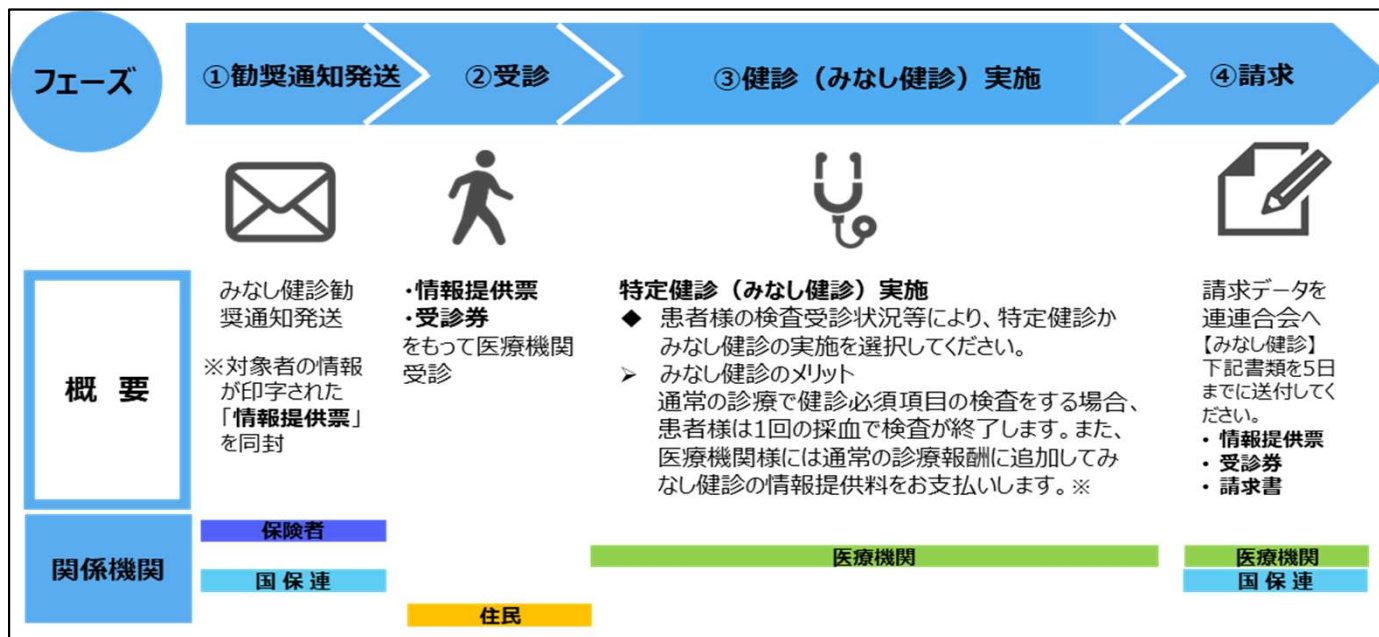 フェーズ
①勧奨通知発送
②受診
③健診（みなし健診）実施
④請求
概 要
みなし健診勧
奨通知発送
※対象者の情報
が印字された
「情報提供票」
を同封
・情報提供票
・受診券
をもって医療機関
受診
特定健診（みなし健診）実施
◆ 患者様の検査受診状況等により、特定健診か
みなし健診の実施を選択してください。
➢ みなし健診のメリット
通常の診療で健診必須項目の検査をする場合、
患者様は1回の採血で検査が終了します。また、
医療機関様には通常の診療報酬に追加してみ
なし健診の情報提供料をお支払いします。※
請求データを
連連合会へ
【みなし健診】
下記書類を5日
までに送付してく
ださい。
・ 情報提供票
・ 受診券
・ 請求書
関係機関
保険者
国保連
住民
医療機関
医療機関
国保連